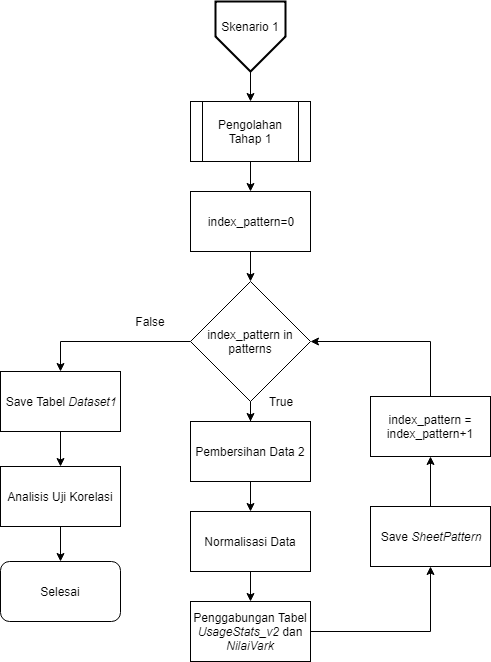 Skenario 1
Pengolahan
Tahap 1
index_pattern=0
index_pattern in
patterns
False
True
Save Tabel Dataset1
Analisis Uji Korelasi
Selesai
Pembersihan Data 2
Normalisasi Data
Penggabungan Tabel
UsageStats_v2 dan
NilaiVark
Save SheetPattern
index_pattern =
index_pattern+1